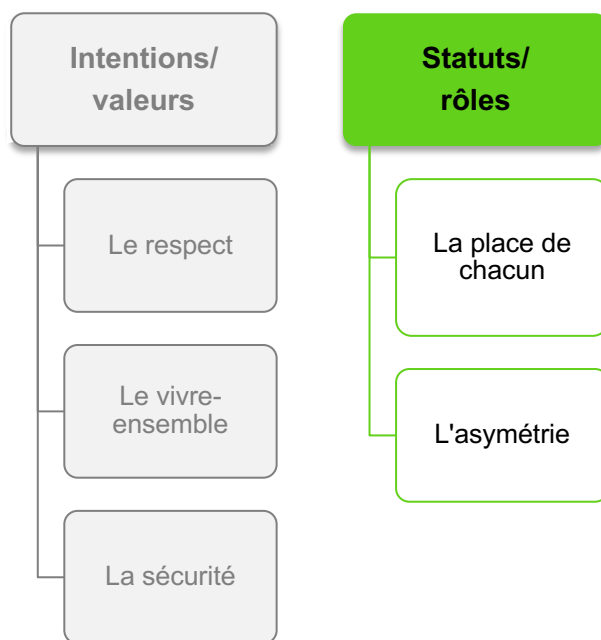 Intentions/
valeurs
Le respect
Le vivre-
ensemble
La sécurité
Statuts/
rôles
La place de
chacun
L'asymétrie